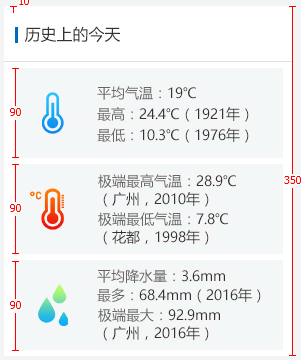 10
历史上的今天
90
平均气温：19℃
最高：24.4℃（1921年）
最低：10.3℃（1976年）
350
90
℃
极端最高气温：28.9℃
（广州，2010年）
极端最低气温：7.8℃
（花都，1998年）
90
平均降水量：3.6mm
最多：68.4mm（2016年）
极端最大：92.9mm
（广州，2016年）